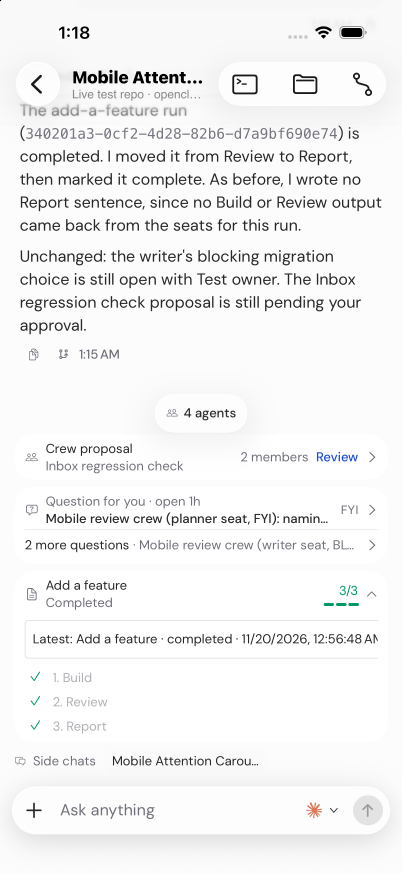 1:18
Mobile Attent...
Live test repo · opencl...
The add-a-feature run
(340201a3-0cf2-4d28-82b6-d7a9bf690e74) is
completed. I moved it from Review to Report,
then marked it complete. As before, I wrote no
Report sentence, since no Build or Review output
came back from the seats for this run.
Unchanged: the writer's blocking migration
choice is still open with Test owner. The Inbox
regression check proposal is still pending your
approval.
1:15 AM
4 agents
Crew proposal
Inbox regression check
2 members Review
Question for you · open 1h
Mobile review crew (planner seat, FYI): namin...
FYI
2 more questions · Mobile review crew (writer seat, BL...
Add a feature
Completed
3/3
Latest: Add a feature · completed · 11/20/2026, 12:56:48 AM
1. Build
2. Review
3. Report
Side chats Mobile Attention Carou...
Ask anything